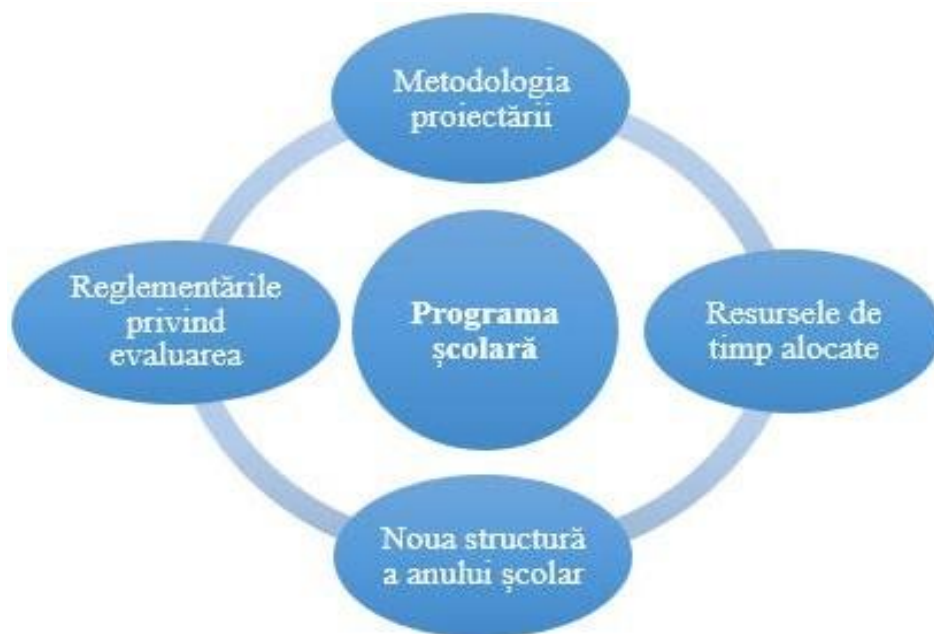 Metodologia
proiectării
Reglementările
privind
evaluarea
Programa
școlară
Resursele de
timp alocate
Noua structură
a anului școlar